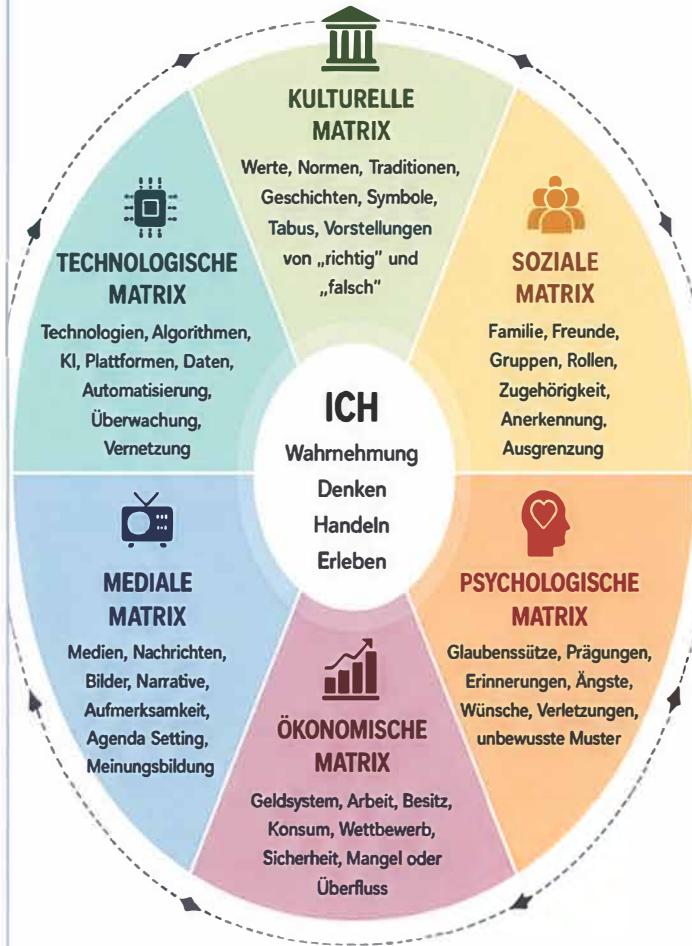 KULTURELLE
MATRIX
Werte, Normen, Traditionen,
Geschichten, Symbole,
Tabus, Vorstellungen
von „richtig” und
„falsch”
TECHNOLOGISCHE
MATRIX
Technologien, Algorithmen,
KI, Plattformen, Daten,
Automatisierung,
Überwachung,
Vernetzung
SOZIALE
MATRIX
Familie, Freunde,
Gruppen, Rollen,
Zugehörigkeit,
Anerkennung,
Ausgrenzung
ICH
Wahrnehmung
Denken
Handeln
Erleben
MEDIALE
MATRIX
Medien, Nachrichten,
Bilder, Narrative,
Aufmerksamkeit,
Agenda Setting,
Meinungsbildung
PSYCHOLOGISCHE
MATRIX
Glaubenssütze, Prägungen,
Erinnerungen, Ängste,
Wünsche, Verletzungen,
unbewusste Muster
ÖKONOMISCHE
MATRIX
Geldsystem, Arbeit, Besitz,
Konsum, Wettbewerb,
Sicherheit, Mangel oder
Überfluss